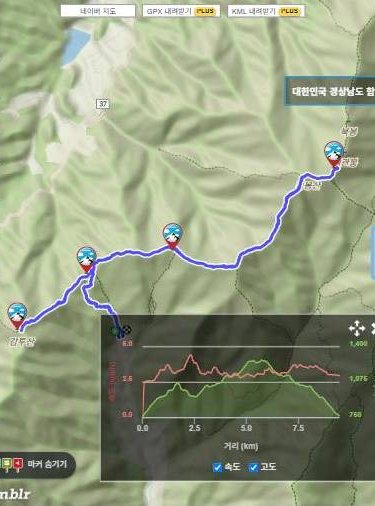 네이버 지도
GPX 내려받기 PLUS
KML 내려받기 PLUS
37
대한민국 경상남도 함
감투산
6.0
1,400
1,075
0.0
750
0.0
2.5
5.0
7.5
거리 (km)
속도
고도
마커 숨기기
mblr